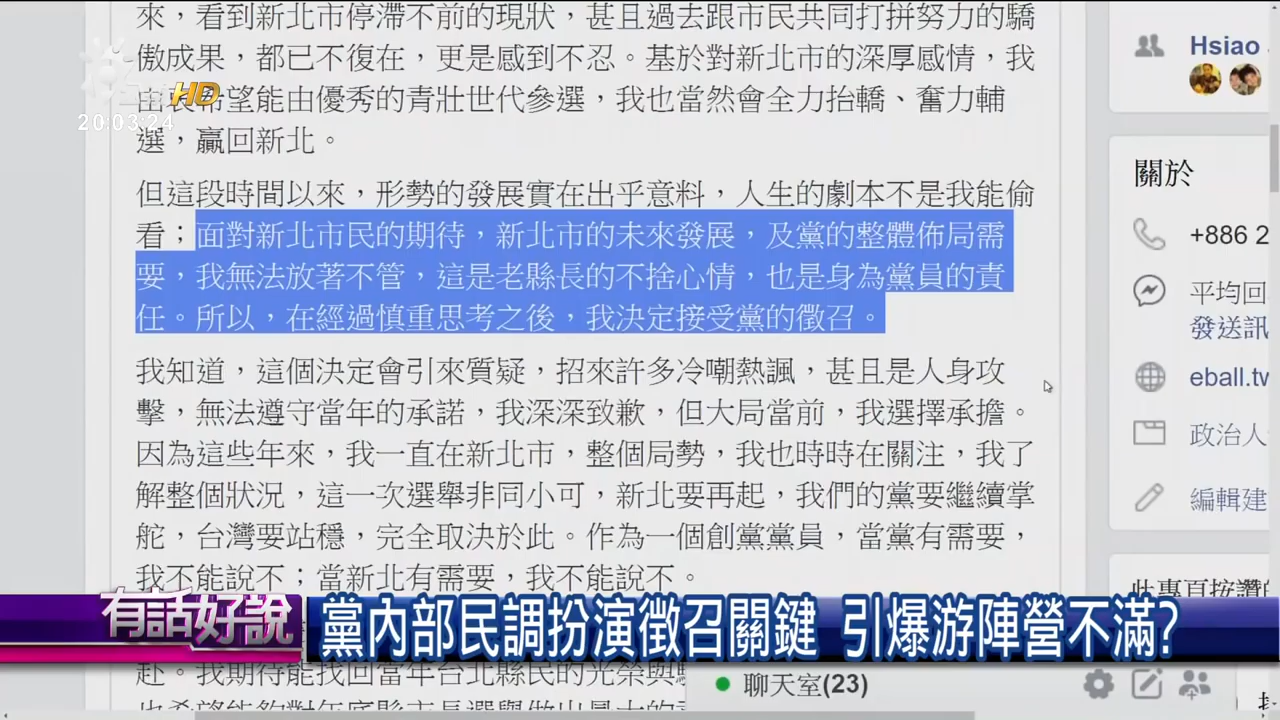 來,看到新北市停滯不前的現狀,甚且過去跟市民共同打拼努力的驕
傲成果,都已不復在,更是感到不忍。基於對新北市的深厚感情,我
由衷希望能由優秀的青壯世代參選,我也當然會全力抬轎、奮力輔
選,贏回新北。
HD
20:03:24
但這段時間以來,形勢的發展實在出乎意料,人生的劇本不是我能偷
看;面對新北市民的期待,新北市的未來發展,及黨的整體佈局需
要,我無法放著不管,這是老縣長的不捨心情,也是身為黨員的責
任。所以,在經過慎重思考之後,我決定接受黨的徵召。
我知道,這個決定會引來質疑,招來許多冷嘲熱諷,甚且是人身攻
擊,無法遵守當年的承諾,我深深致歉,但大局當前,我選擇承擔。
因為這些年來,我一直在新北市,整個局勢,我也時時在關注,我了
解整個狀況,這一次選舉非同小可,新北要再起,我們的黨要繼續掌
舵,台灣要站穩,完全取決於此。作為一個創黨黨員,當黨有需要,
我不能說不;當新北有需要,我不能說不。
赴。我期待能找回當年台北縣民的光榮與
Hsiao
關於
+886 2
平均回
發送訊
eball.tw
政治人
編輯建
此專頁按讚的
有話好說
黨內部民調扮演徵召關鍵 引爆游陣營不滿?
聊天室(23)